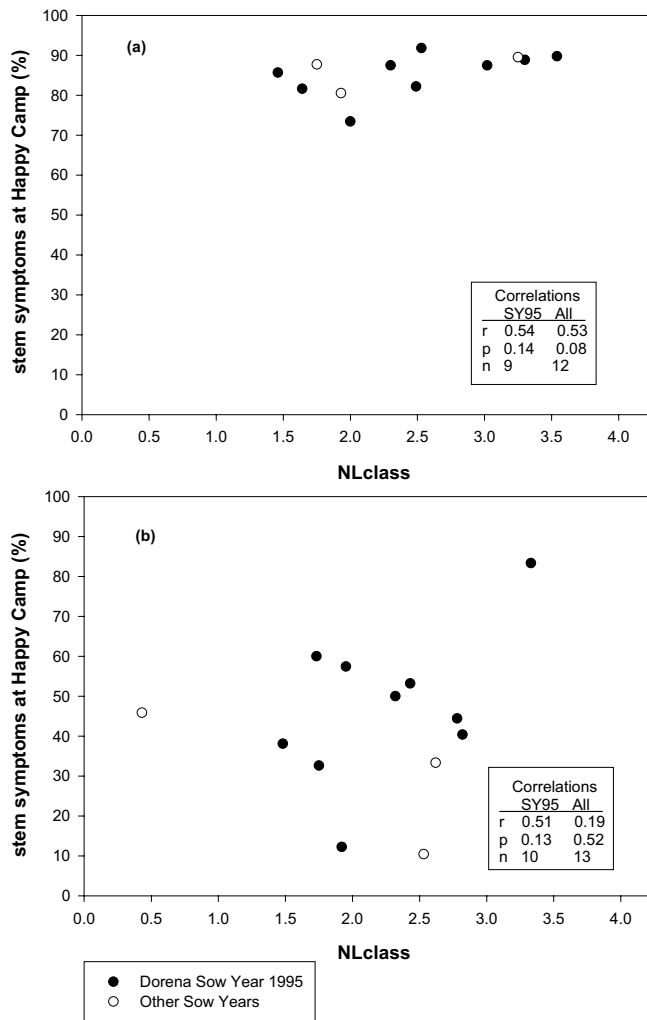 100
(a)
90
80
70
60
50
40
30
20
10
0
stem symptoms at Happy Camp (%)
Correlations
SY95 All
r 0.54 0.53
p 0.14 0.08
n 9 12
0.0 0.5 1.0 1.5 2.0 2.5 3.0 3.5 4.0
NLclass
100
(b)
90
80
70
60
50
40
30
20
10
0
stem symptoms at Happy Camp (%)
Correlations
SY95 All
r 0.51 0.19
p 0.13 0.52
n 10 13
0.0 0.5 1.0 1.5 2.0 2.5 3.0 3.5 4.0
NLclass
Dorena Sow Year 1995
Other Sow Years